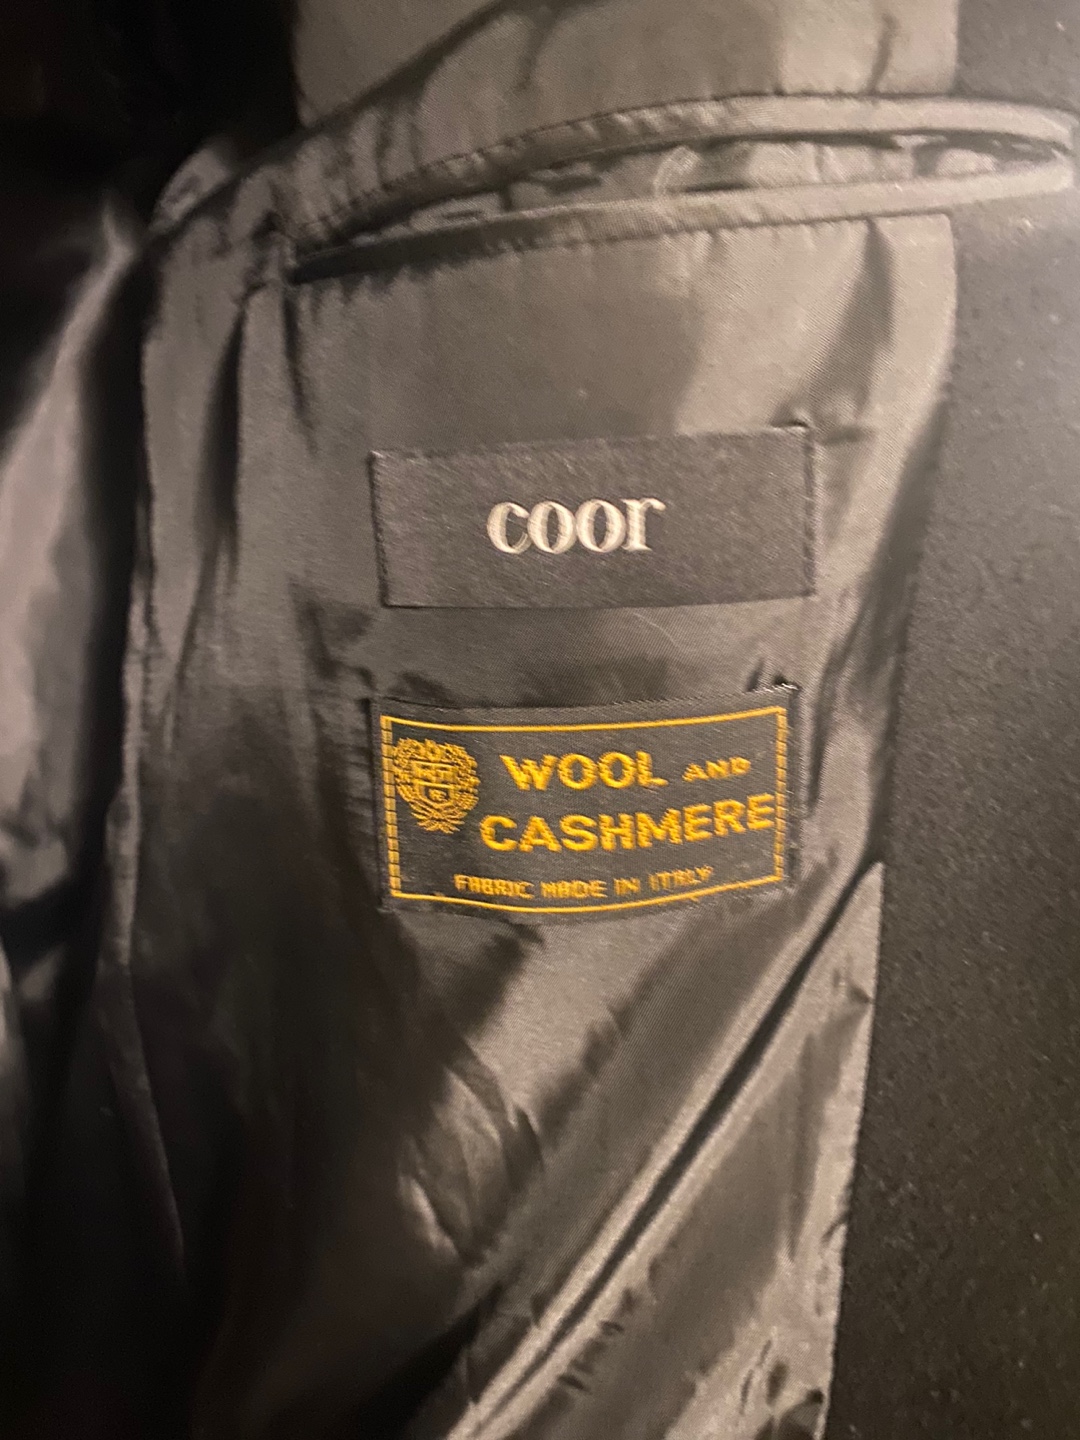 coor
WOOL AND
CASHMERE
FABRIC MADE IN ITALY